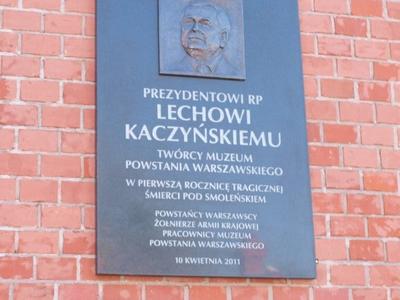 PREZYDENTOWI RP
LECHOWI
KACZYŃSKIEMU
TWÓRCY MUZEUM
POWSTANIA WARSZAWSKIEGO
W PIERWSZĄ ROCZNICĘ TRAGICZNEJ
ŚMIERCI POD SMOLEŃSKIEM
POWSTAŃCY WARSZAWSCY
ŻOŁNIERZE ARMII KRAJOWEJ
PRACOWNICY MUZEUM
POWSTANIA WARSZAWSKIEGO
10 KWIETNIA 2011